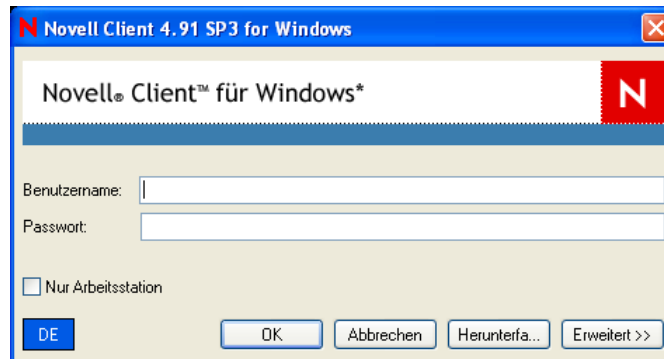 N Novell Client 4.91 SP3 for Windows
Novell® Client™ für Windows*
N
Benutzername:
Passwort:
Nur Arbeitsstation
DE OK Abbrechen Herunterfa... Erweitert >>